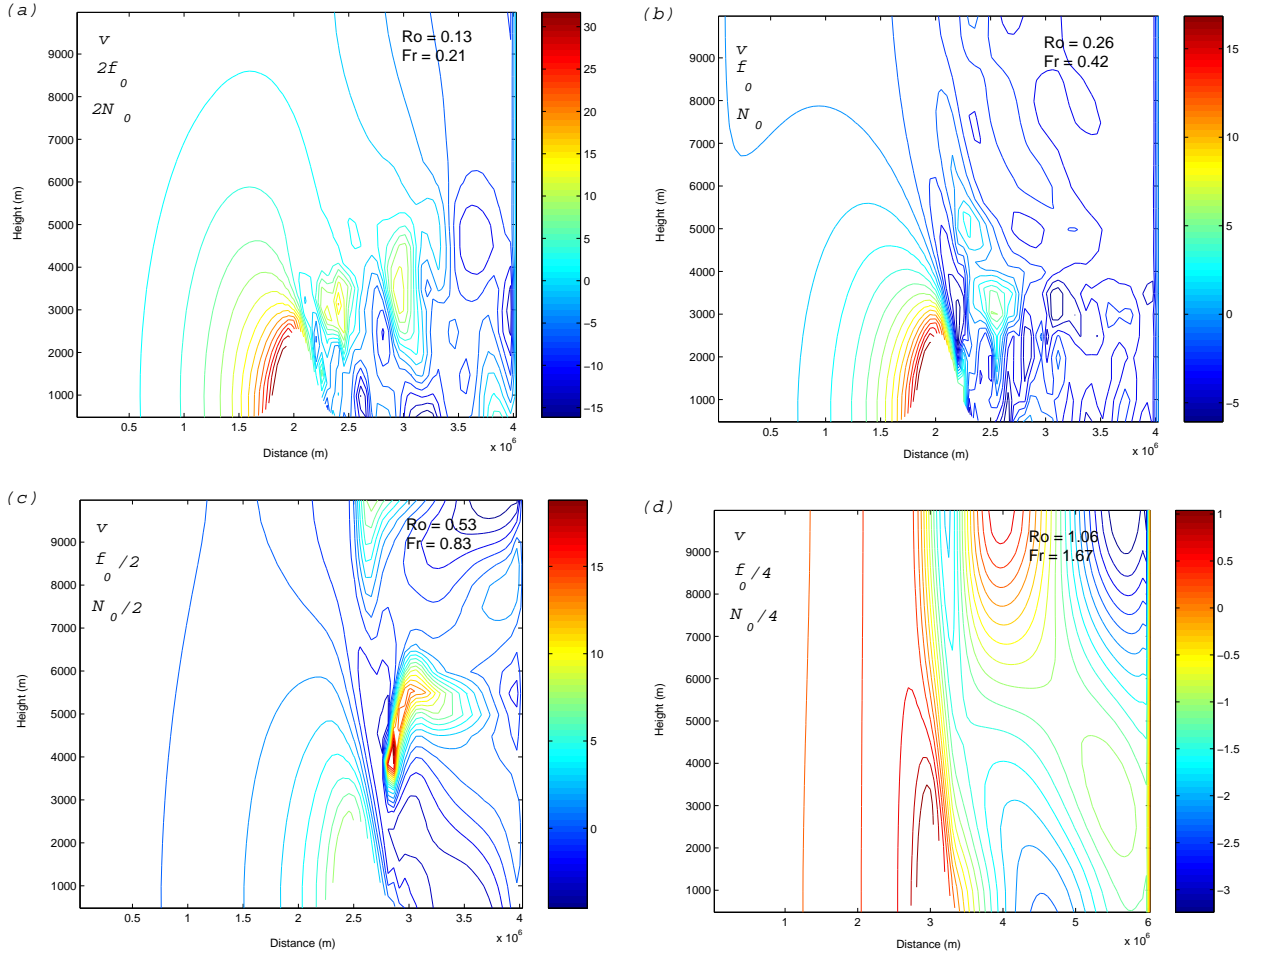 (a)
v
2f 0
2N 0
Ro = 0.13
Fr = 0.21
9000
8000
7000
6000
5000
4000
3000
2000
1000
Height (m)
0.5 1 1.5 2 2.5 3 3.5 4
x 10^6
Distance (m)
30
25
20
15
10
5
0
−5
−10
−15
(b)
v
f 0
N 0
Ro = 0.26
Fr = 0.42
9000
8000
7000
6000
5000
4000
3000
2000
1000
Height (m)
0.5 1 1.5 2 2.5 3 3.5 4
x 10^6
Distance (m)
15
10
5
0
−5
(c)
v
f 0 /2
N 0 /2
Ro = 0.53
Fr = 0.83
9000
8000
7000
6000
5000
4000
3000
2000
1000
Height (m)
0.5 1 1.5 2 2.5 3 3.5 4
x 10^6
Distance (m)
15
10
5
0
(d)
v
f 0 /4
N 0 /4
Ro = 1.06
Fr = 1.67
9000
8000
7000
6000
5000
4000
3000
2000
1000
Height (m)
1 2 3 4 5 6
x 10^6
Distance (m)
1
0.5
0
−0.5
−1
−1.5
−2
−2.5
−3